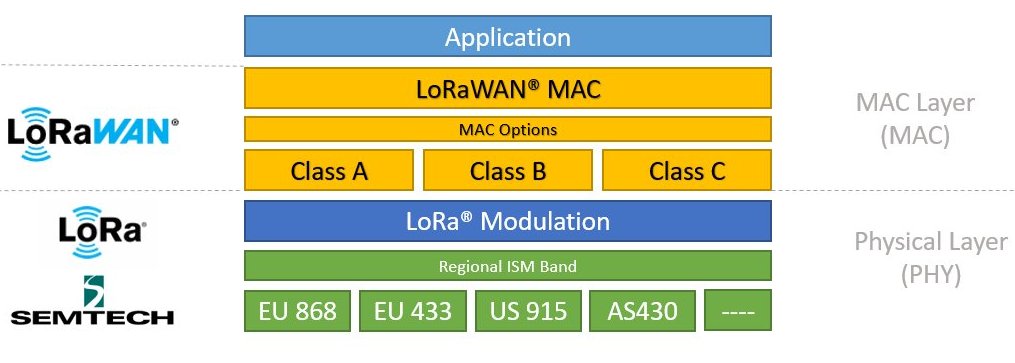 Application
LoRaWAN® MAC
MAC Options
Class A
Class B
Class C
LoRaWAN®
MAC Layer
(MAC)
LoRa® Modulation
Regional ISM Band
EU 868
EU 433
US 915
AS430
----
LoRa®
SEMTECH
Physical Layer
(PHY)